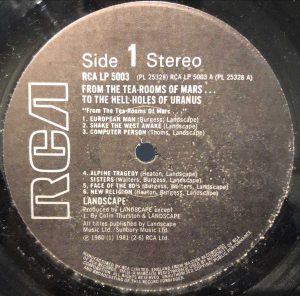 Side 1 Stereo
RCA LP 5003 (PL 25328) RCA LP 5003 A (PL 25328 A)
FROM THE TEA-ROOMS OF MARS ...
TO THE HELL-HOLES OF URANUS
"From The Tea-Rooms Of Mars ...."
1. EUROPEAN MAN (Burgess, Landscape)
2. SHAKE THE WEST AWAKE (Landscape)
3. COMPUTER PERSON (Thoms, Landscape)
RCA
4. ALPINE TRAGEDY (Heaton, Landscape)
SISTERS (Walters, Landscape)
5. FACE OF THE 80's (Burgess, Walters, Landscape)
6. NEW RELIGION (Heaton, Burgess, Landscape)
LANDSCAPE
Produced by LANDSCAPE except
1. By Colin Thurston & LANDSCAPE
All titles published by Landscape
Music Ltd./ Sunbury Music Ltd.
℗ 1980 (1) 1981 (2-6) RCA Ltd.